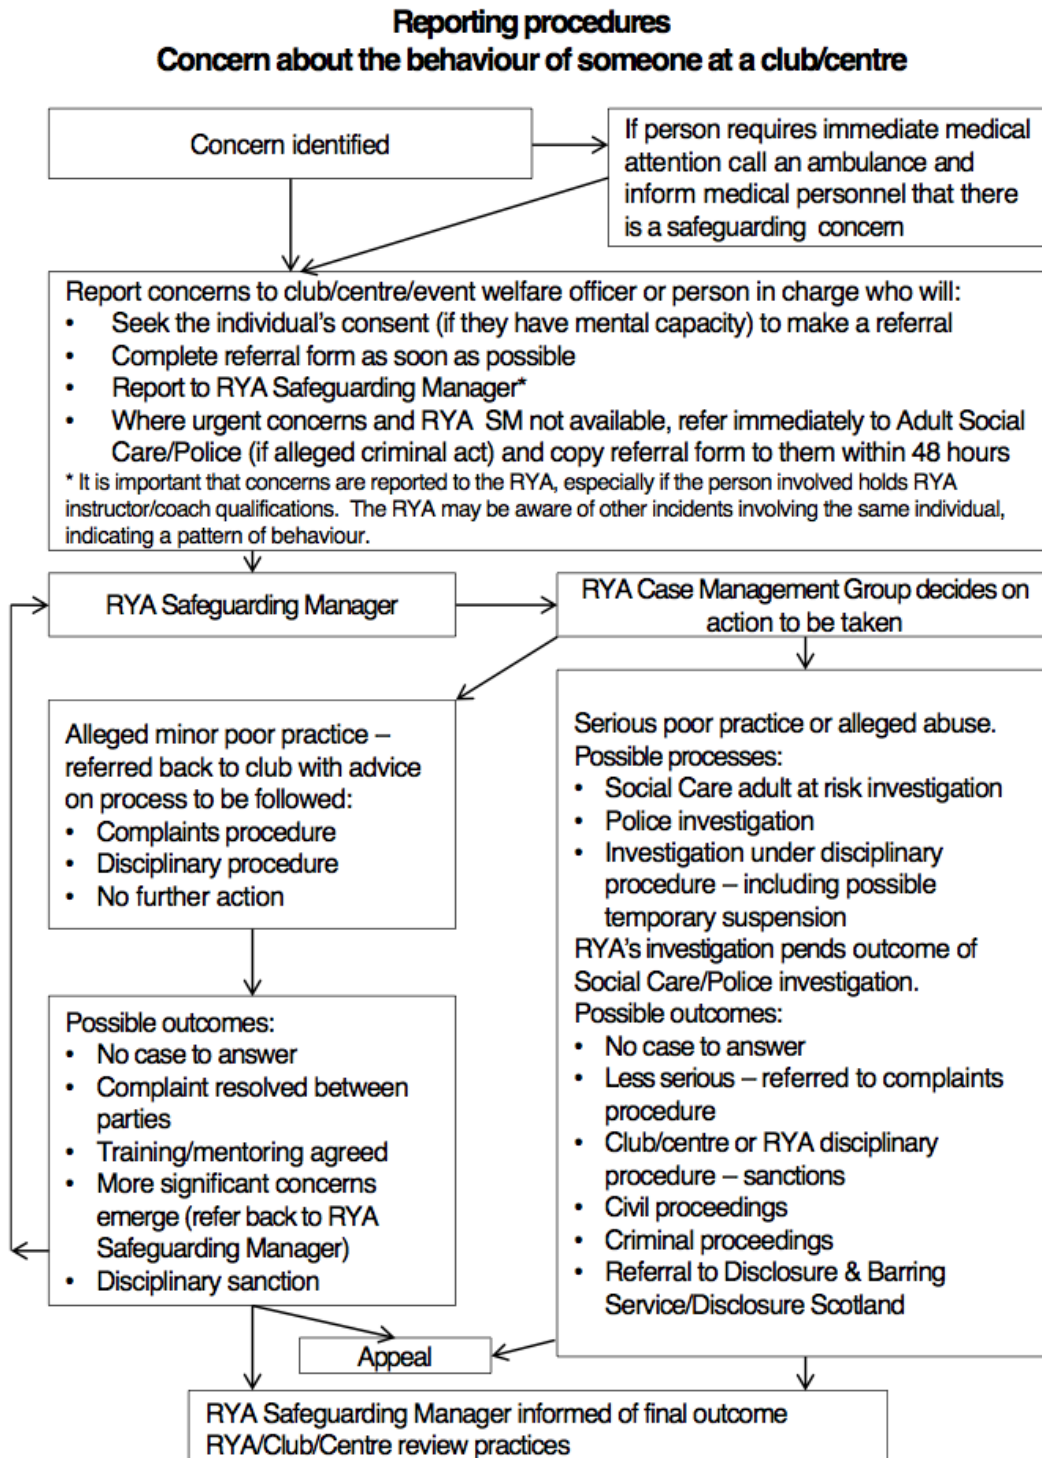 Reporting procedures
Concern about the behaviour of someone at a club/centre
Concern identified
If person requires immediate medical
attention call an ambulance and
inform medical personnel that there
is a safeguarding concern
Report concerns to club/centre/event welfare officer or person in charge who will:
• Seek the individual's consent (if they have mental capacity) to make a referral
• Complete referral form as soon as possible
• Report to RYA Safeguarding Manager*
• Where urgent concerns and RYA SM not available, refer immediately to Adult Social
Care/Police (if alleged criminal act) and copy referral form to them within 48 hours
* It is important that concerns are reported to the RYA, especially if the person involved holds RYA
instructor/coach qualifications. The RYA may be aware of other incidents involving the same individual,
indicating a pattern of behaviour.
RYA Safeguarding Manager
RYA Case Management Group decides on
action to be taken
Alleged minor poor practice –
referred back to club with advice
on process to be followed:
• Complaints procedure
• Disciplinary procedure
• No further action
Serious poor practice or alleged abuse.
Possible processes:
• Social Care adult at risk investigation
• Police investigation
• Investigation under disciplinary
procedure – including possible
temporary suspension
RYA's investigation pends outcome of
Social Care/Police investigation.
Possible outcomes:
• No case to answer
• Less serious – referred to complaints
procedure
• Club/centre or RYA disciplinary
procedure – sanctions
• Civil proceedings
• Criminal proceedings
• Referral to Disclosure & Barring
Service/Disclosure Scotland
Possible outcomes:
• No case to answer
• Complaint resolved between
parties
• Training/mentoring agreed
• More significant concerns
emerge (refer back to RYA
Safeguarding Manager)
• Disciplinary sanction
Appeal
RYA Safeguarding Manager informed of final outcome
RYA/Club/Centre review practices